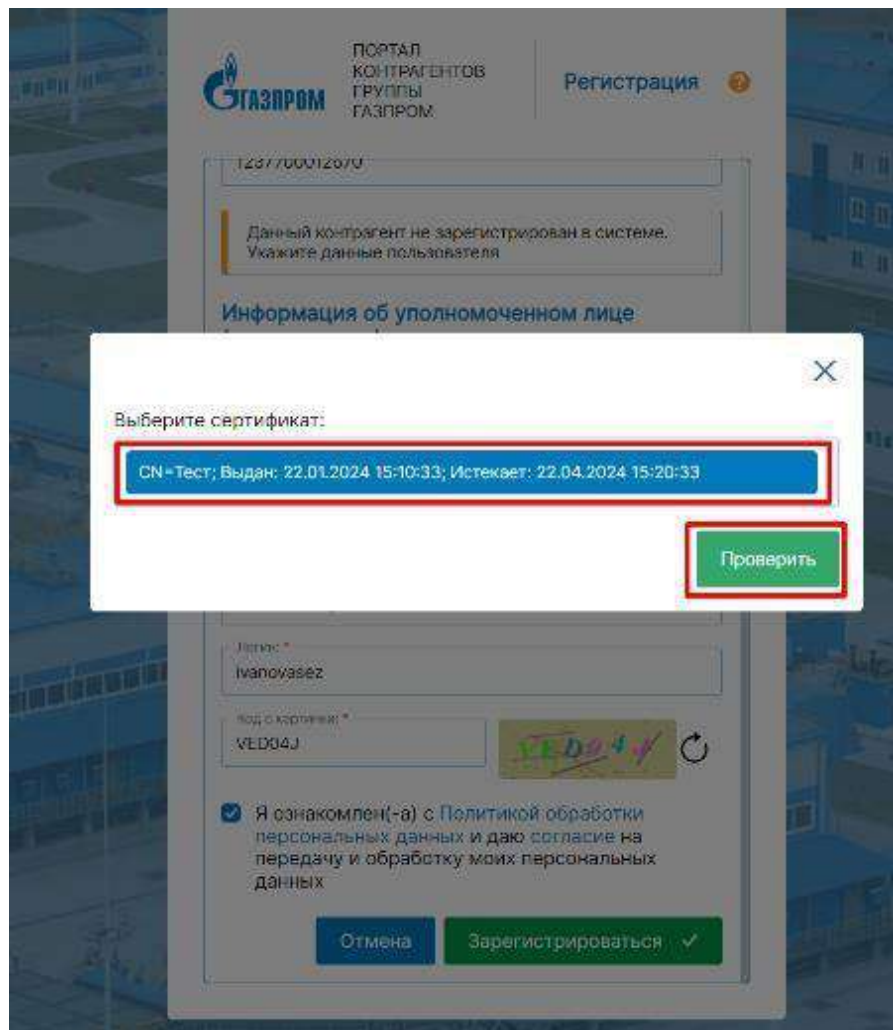 ГАЗПРОМ
ПОРТАЛ
КОНТРАГЕНТОВ
ГРУППЫ
ГАЗПРОМ
Регистрация ?
Данный контрагент не зарегистрирован в системе.
Укажите данные пользователя
Информация об уполномоченном лице
Выберите сертификат:
CN=Тест; Выдан: 22.01.2024 15:10:33; Истекает: 22.04.2024 15:20:33
Проверить
Логин: *
ivanovasez
Код с картинки: *
VED04J
Я ознакомлен(-а) с Политикой обработки
персональных данных и даю согласие на
передачу и обработку моих персональных
данных
Отмена
Зарегистрироваться